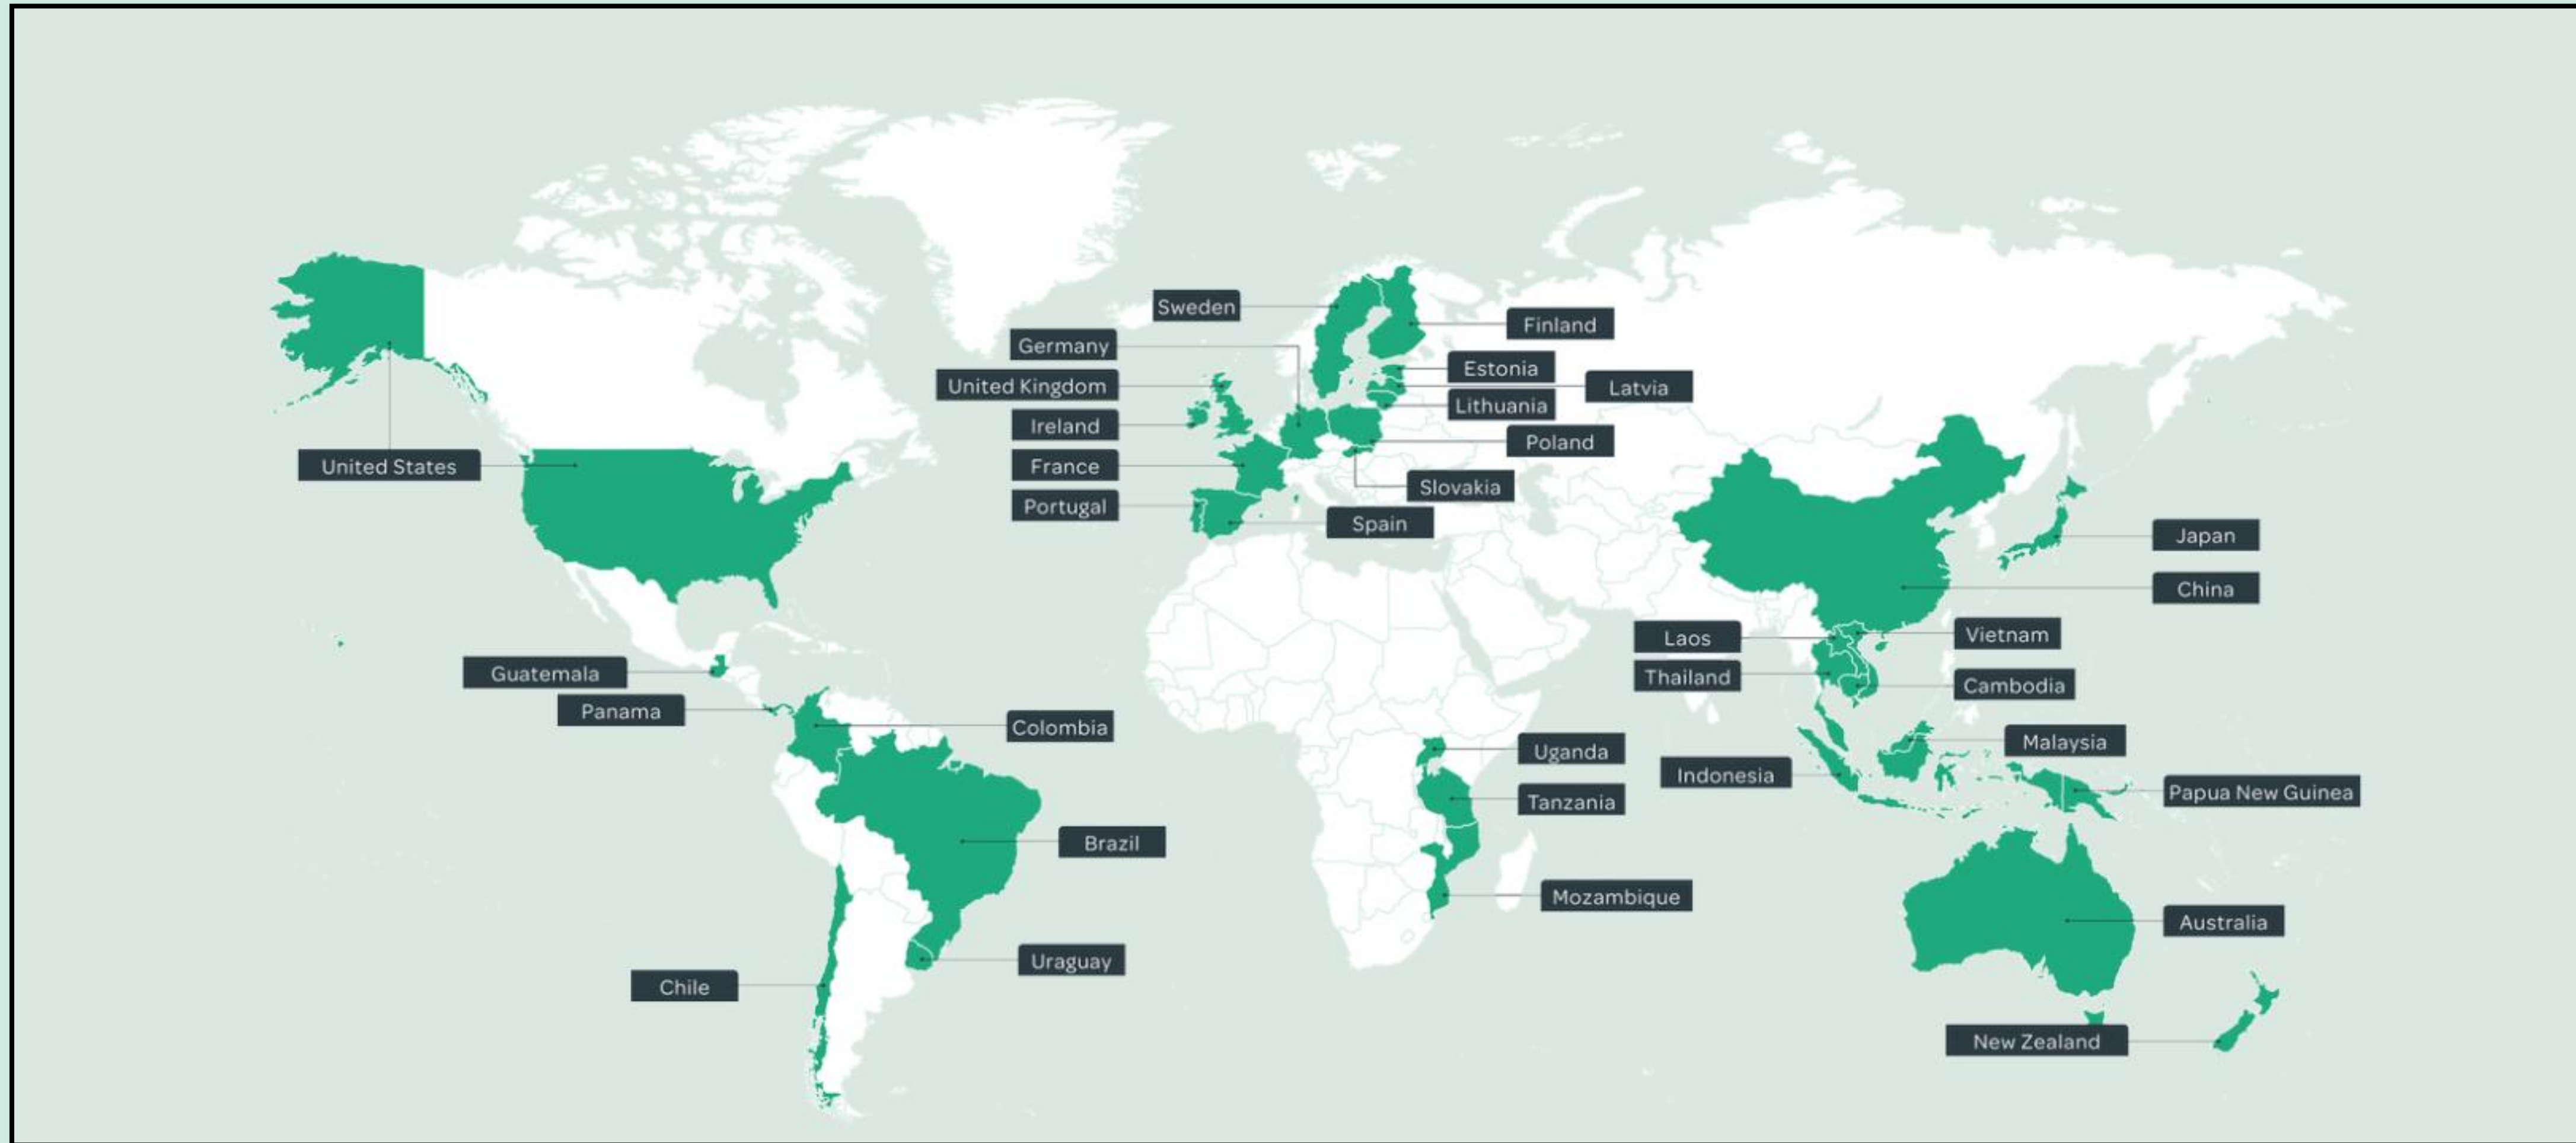 Sweden
Finland
Germany
Estonia
United Kingdom
Latvia
Lithuania
Ireland
Poland
United States
France
Slovakia
Portugal
Spain
Japan
China
Laos
Vietnam
Guatemala
Thailand
Cambodia
Panama
Colombia
Malaysia
Uganda
Indonesia
Papua New Guinea
Tanzania
Brazil
Mozambique
Australia
Uraguay
Chile
New Zealand